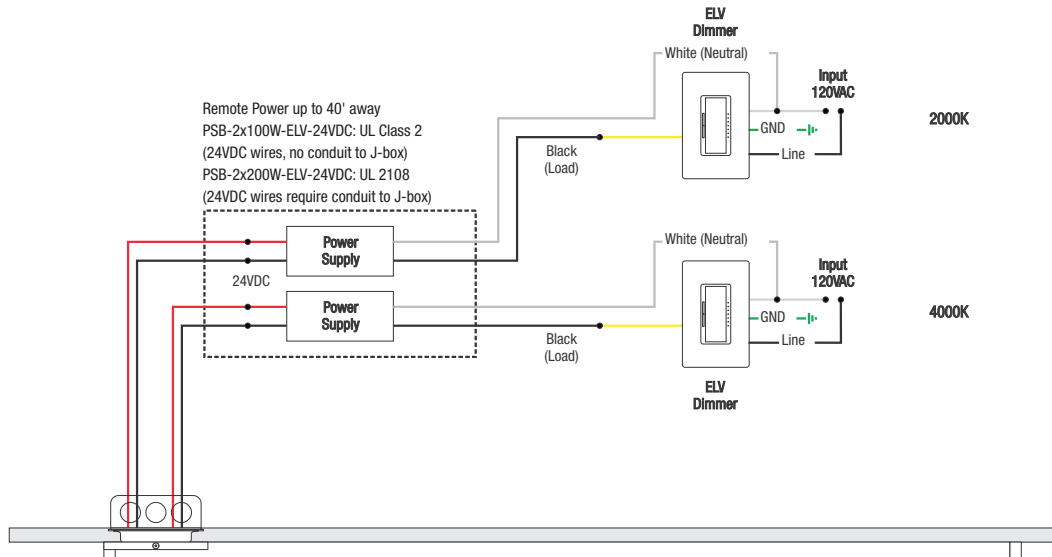 ELV
Dimmer
White (Neutral)
Input
120VAC
Remote Power up to 40' away
PSB-2x100W-ELV-24VDC: UL Class 2
(24VDC wires, no conduit to J-box)
PSB-2x200W-ELV-24VDC: UL 2108
(24VDC wires require conduit to J-box)
GND
2000K
Black
(Load)
Line
Power
Supply
White (Neutral)
Input
120VAC
24VDC
Power
Supply
GND
4000K
Black
(Load)
Line
ELV
Dimmer